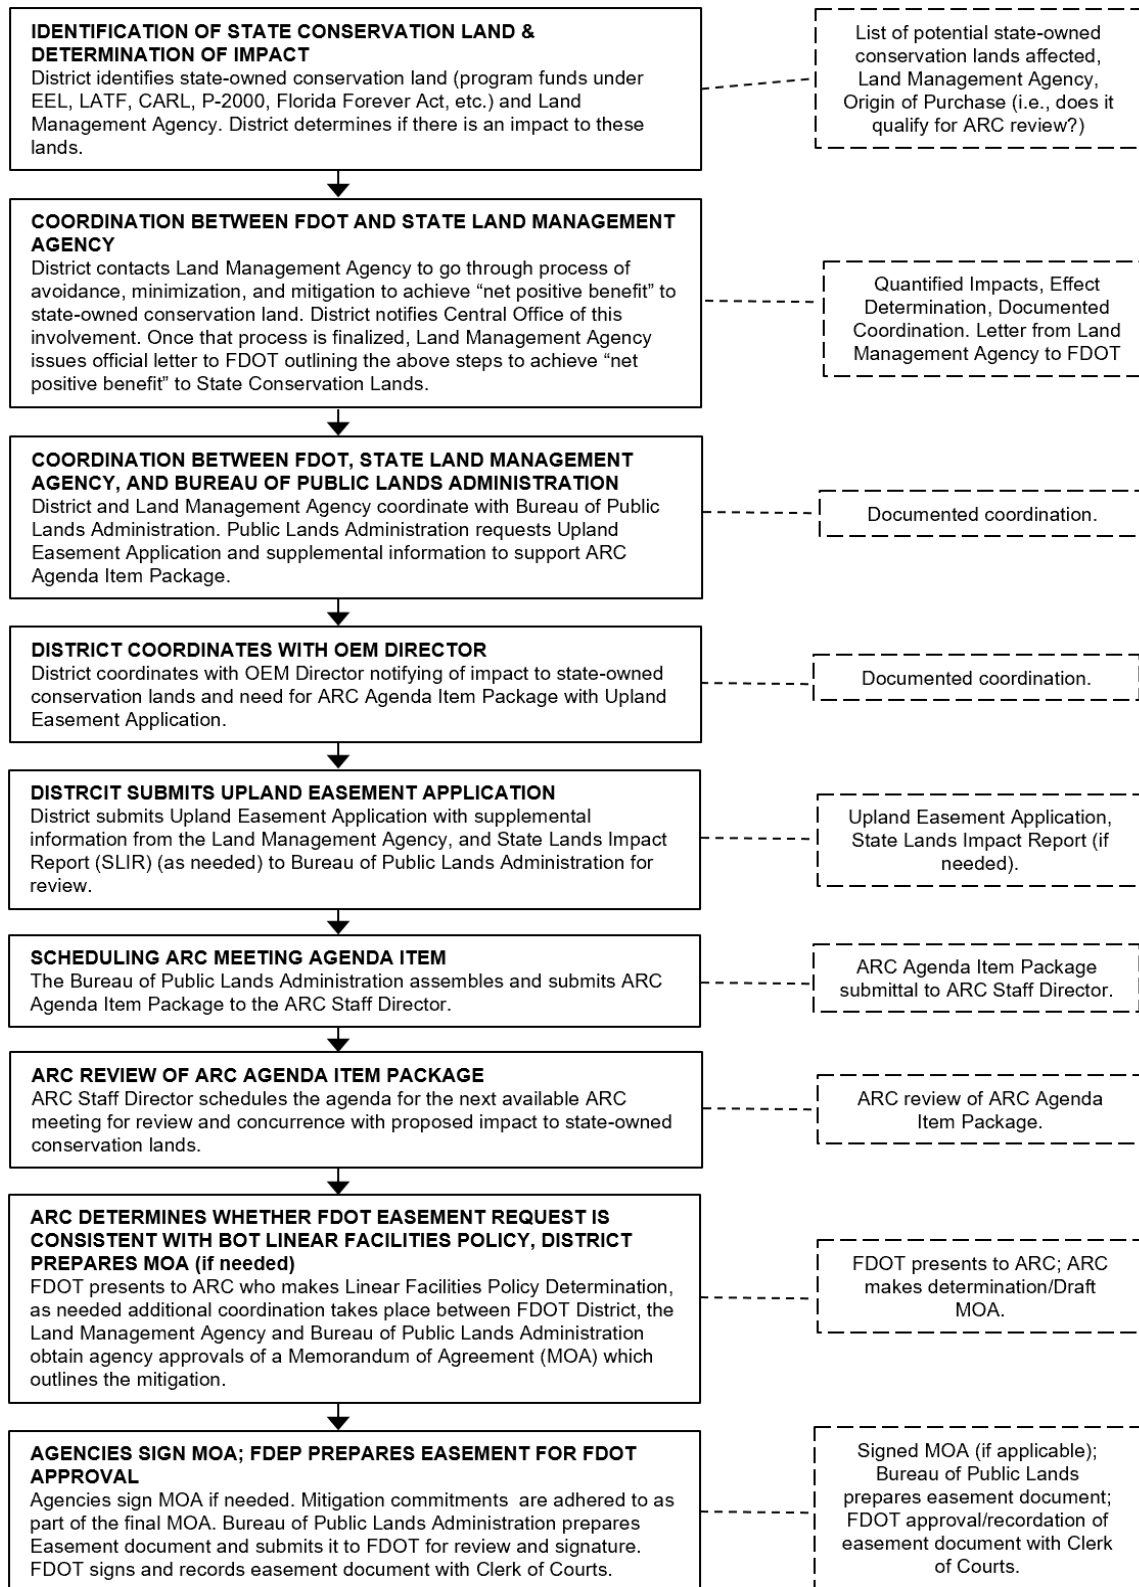 IDENTIFICATION OF STATE CONSERVATION LAND &
DETERMINATION OF IMPACT
District identifies state-owned conservation land (program funds under
EEL, LATF, CARL, P-2000, Florida Forever Act, etc.) and Land
Management Agency. District determines if there is an impact to these
lands.
List of potential state-owned
conservation lands affected,
Land Management Agency,
Origin of Purchase (i.e., does it
qualify for ARC review?)
COORDINATION BETWEEN FDOT AND STATE LAND MANAGEMENT
AGENCY
District contacts Land Management Agency to go through process of
avoidance, minimization, and mitigation to achieve “net positive benefit” to
state-owned conservation land. District notifies Central Office of this
involvement. Once that process is finalized, Land Management Agency
issues official letter to FDOT outlining the above steps to achieve “net
positive benefit” to State Conservation Lands.
Quantified Impacts, Effect
Determination, Documented
Coordination. Letter from Land
Management Agency to FDOT
COORDINATION BETWEEN FDOT, STATE LAND MANAGEMENT
AGENCY, AND BUREAU OF PUBLIC LANDS ADMINISTRATION
District and Land Management Agency coordinate with Bureau of Public
Lands Administration. Public Lands Administration requests Upland
Easement Application and supplemental information to support ARC
Agenda Item Package.
Documented coordination.
DISTRICT COORDINATES WITH OEM DIRECTOR
District coordinates with OEM Director notifying of impact to state-owned
conservation lands and need for ARC Agenda Item Package with Upland
Easement Application.
Documented coordination.
DISTRCIT SUBMITS UPLAND EASEMENT APPLICATION
District submits Upland Easement Application with supplemental
information from the Land Management Agency, and State Lands Impact
Report (SLIR) (as needed) to Bureau of Public Lands Administration for
review.
Upland Easement Application,
State Lands Impact Report (if
needed).
SCHEDULING ARC MEETING AGENDA ITEM
The Bureau of Public Lands Administration assembles and submits ARC
Agenda Item Package to the ARC Staff Director.
ARC Agenda Item Package
submittal to ARC Staff Director.
ARC REVIEW OF ARC AGENDA ITEM PACKAGE
ARC Staff Director schedules the agenda for the next available ARC
meeting for review and concurrence with proposed impact to state-owned
conservation lands.
ARC review of ARC Agenda
Item Package.
ARC DETERMINES WHETHER FDOT EASEMENT REQUEST IS
CONSISTENT WITH BOT LINEAR FACILITIES POLICY, DISTRICT
PREPARES MOA (if needed)
FDOT presents to ARC who makes Linear Facilities Policy Determination,
as needed additional coordination takes place between FDOT District, the
Land Management Agency and Bureau of Public Lands Administration
obtain agency approvals of a Memorandum of Agreement (MOA) which
outlines the mitigation.
FDOT presents to ARC; ARC
makes determination/Draft
MOA.
AGENCIES SIGN MOA; FDEP PREPARES EASEMENT FOR FDOT
APPROVAL
Agencies sign MOA if needed. Mitigation commitments are adhered to as
part of the final MOA. Bureau of Public Lands Administration prepares
Easement document and submits it to FDOT for review and signature.
FDOT signs and records easement document with Clerk of Courts.
Signed MOA (if applicable);
Bureau of Public Lands
prepares easement document;
FDOT approval/recordation of
easement document with Clerk
of Courts.